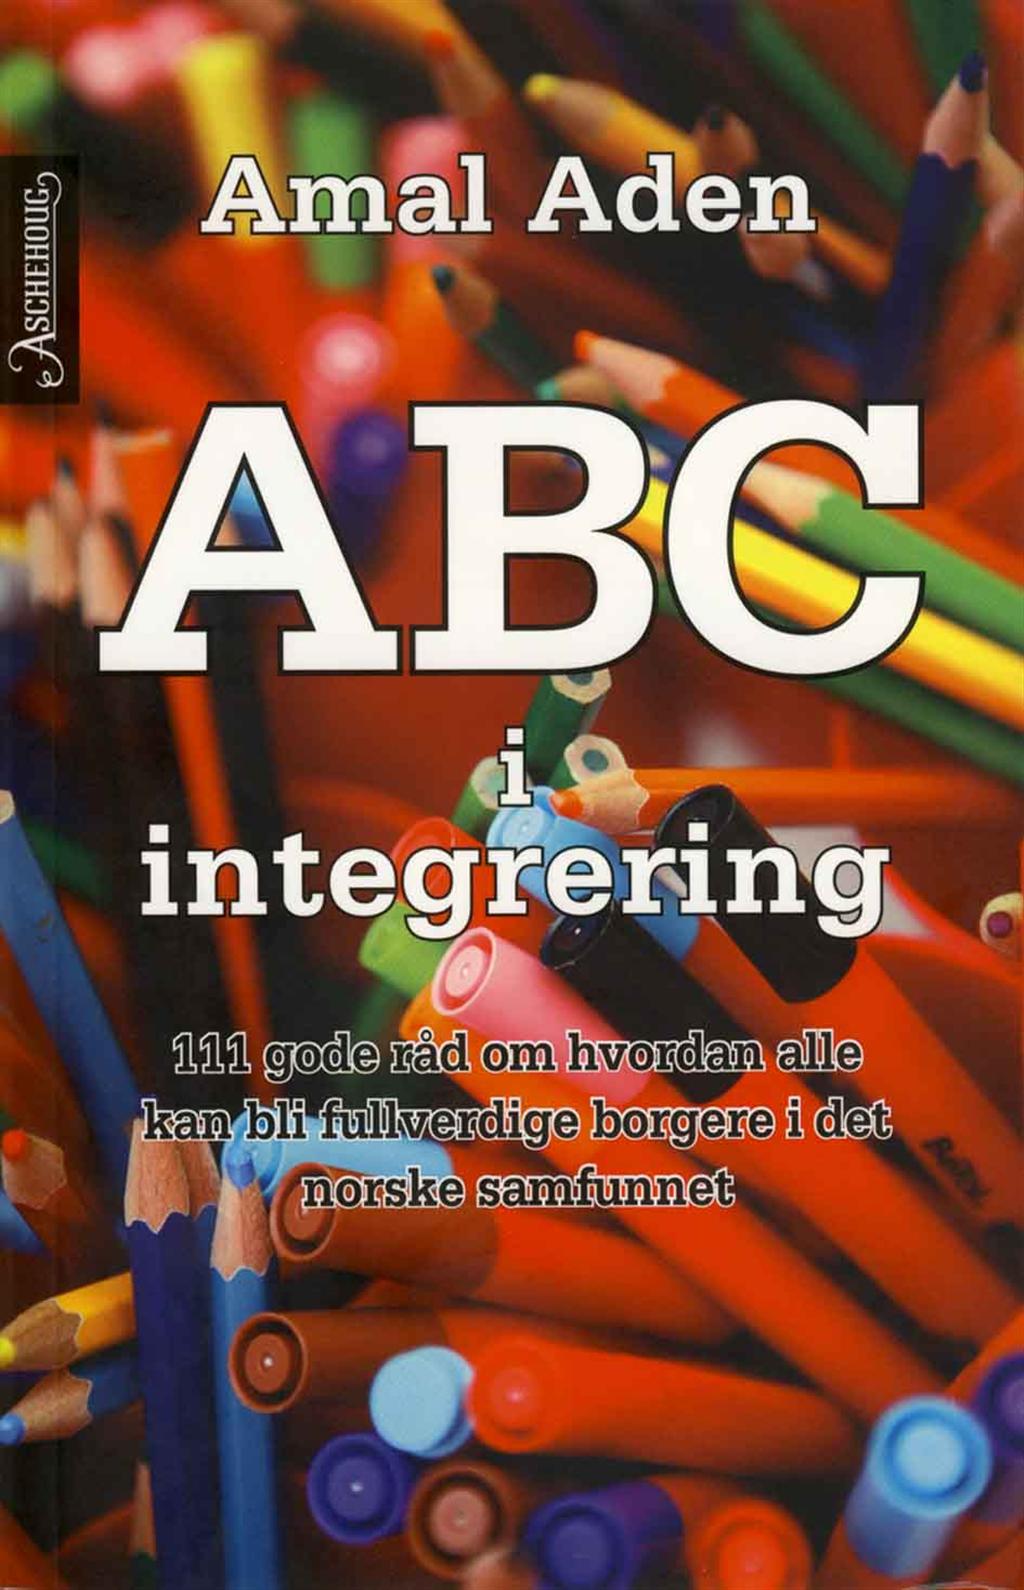 Amal Aden
ASCHEHOUG
ABC
i
integrering
111 gode råd om hvordan alle
kan bli fullverdige borgere i det
norske samfunnet